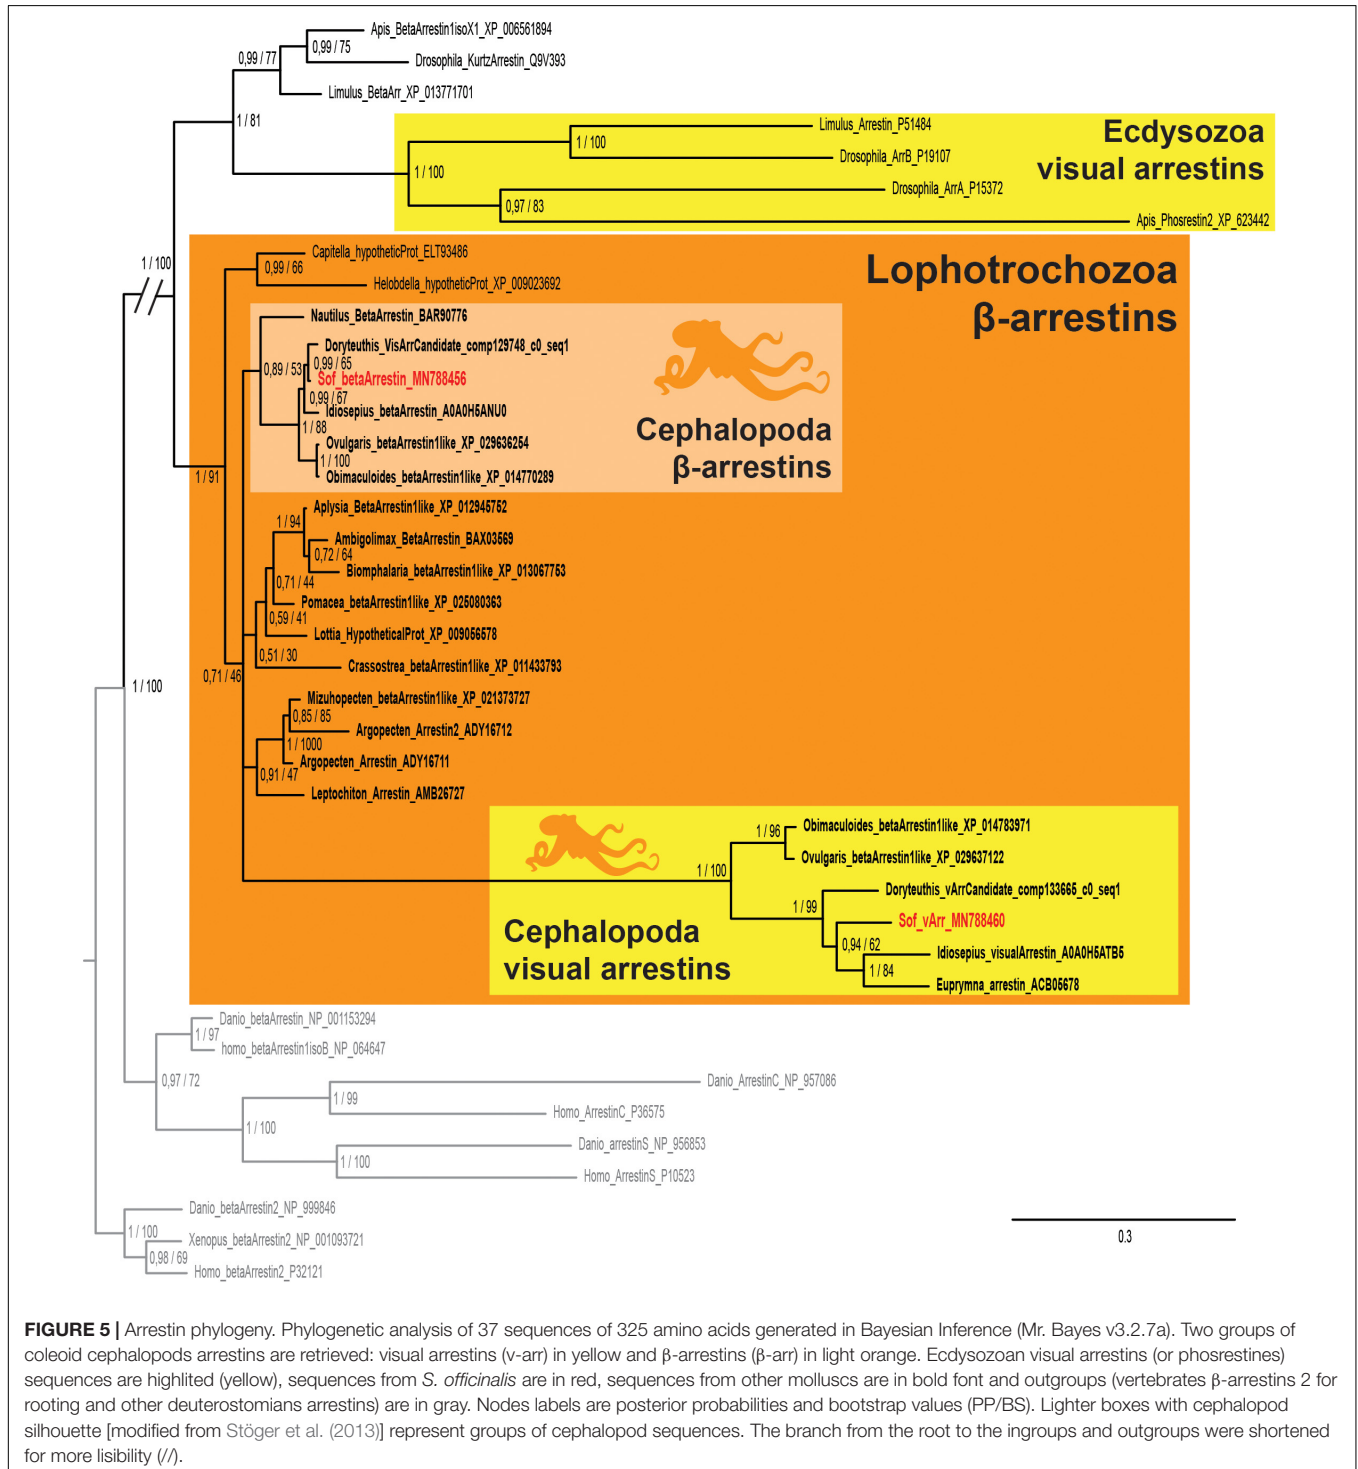 Apis_BetaArrestin1isoX1_XP_006561894
0,99 / 75
0,99 / 77
Drosophila_KurtzArrestin_Q9V393
Limulus_BetaArr_XP_013771701
1 / 81
Limulus_Arrestin_P51484
Ecdysozoa
visual arrestins
1 / 100
Drosophila_ArrB_P19107
1 / 100
Drosophila_ArrA_P15372
0,97 / 83
Apis_Phosrestin2_XP_623442
1 / 100
Capitella_hypotheticProt_ELT93486
0,99 / 66
Helobdella_hypotheticProt_XP_009023692
Lophotrochozoa
β-arrestins
Nautilus_BetaArrestin_BAR90776
Doryteuthis_VisArrCandidate_comp129748_c0_seq1
0,99 / 65
0,89 / 53
Sof_betaArrestin_MN788456
0,99 / 67
Idiosepius_betaArrestin_A0A0H5ANU0
1 / 88
Ovulgaris_betaArrestin1like_XP_029636254
1 / 100
Obimaculoides_betaArrestin1like_XP_014770289
Cephalopoda
β-arrestins
1 / 91
Aplysia_BetaArrestin1like_XP_012945752
1 / 94
Ambigolimax_BetaArrestin_BAX03569
0,72 / 64
Biomphalaria_betaArrestin1like_XP_013067753
0,71 / 44
Pomacea_betaArrestin1like_XP_025080363
0,59 / 41
Lottia_HypotheticalProt_XP_009056578
0,51 / 30
Crassostrea_betaArrestin1like_XP_011433793
0,71 / 46
1 / 100
Mizuhopecten_betaArrestin1like_XP_021373727
0,85 / 85
Argopecten_Arrestin2_ADY16712
1 / 1000
Argopecten_Arrestin_ADY16711
0,91 / 47
Leptochiton_Arrestin_AMB26727
Obimaculoides_betaArrestin1like_XP_014783971
1 / 96
Ovulgaris_betaArrestin1like_XP_029637122
1 / 100
Doryteuthis_vArrCandidate_comp133665_c0_seq1
1 / 99
Sof_vArr_MN788460
0,94 / 62
Idiosepius_visualArrestin_A0A0H5ATB5
1 / 84
Euprymna_arrestin_ACB05678
Cephalopoda
visual arrestins
Danio_betaArrestin_NP_001153294
1 / 97
homo_betaArrestin1isoB_NP_064647
0,97 / 72
Danio_ArrestinC_NP_957086
1 / 99
Homo_ArrestinC_P36575
1 / 100
Danio_arrestinS_NP_956853
1 / 100
Homo_ArrestinS_P10523
Danio_betaArrestin2_NP_999846
1 / 100
Xenopus_betaArrestin2_NP_001093721
0,98 / 69
Homo_betaArrestin2_P32121
0.3
FIGURE 5 | Arrestin phylogeny. Phylogenetic analysis of 37 sequences of 325 amino acids generated in Bayesian Inference (Mr. Bayes v3.2.7a). Two groups of
coleoid cephalopods arrestins are retrieved: visual arrestins (v-arr) in yellow and β-arrestins (β-arr) in light orange. Ecdysozoan visual arrestins (or phosrestines)
sequences are highlited (yellow), sequences from S. officinalis are in red, sequences from other molluscs are in bold font and outgroups (vertebrates β-arrestins 2 for
rooting and other deuterostomians arrestins) are in gray. Nodes labels are posterior probabilities and bootstrap values (PP/BS). Lighter boxes with cephalopod
silhouette [modified from Stöger et al. (2013)] represent groups of cephalopod sequences. The branch from the root to the ingroups and outgroups were shortened
for more lisibility (//).